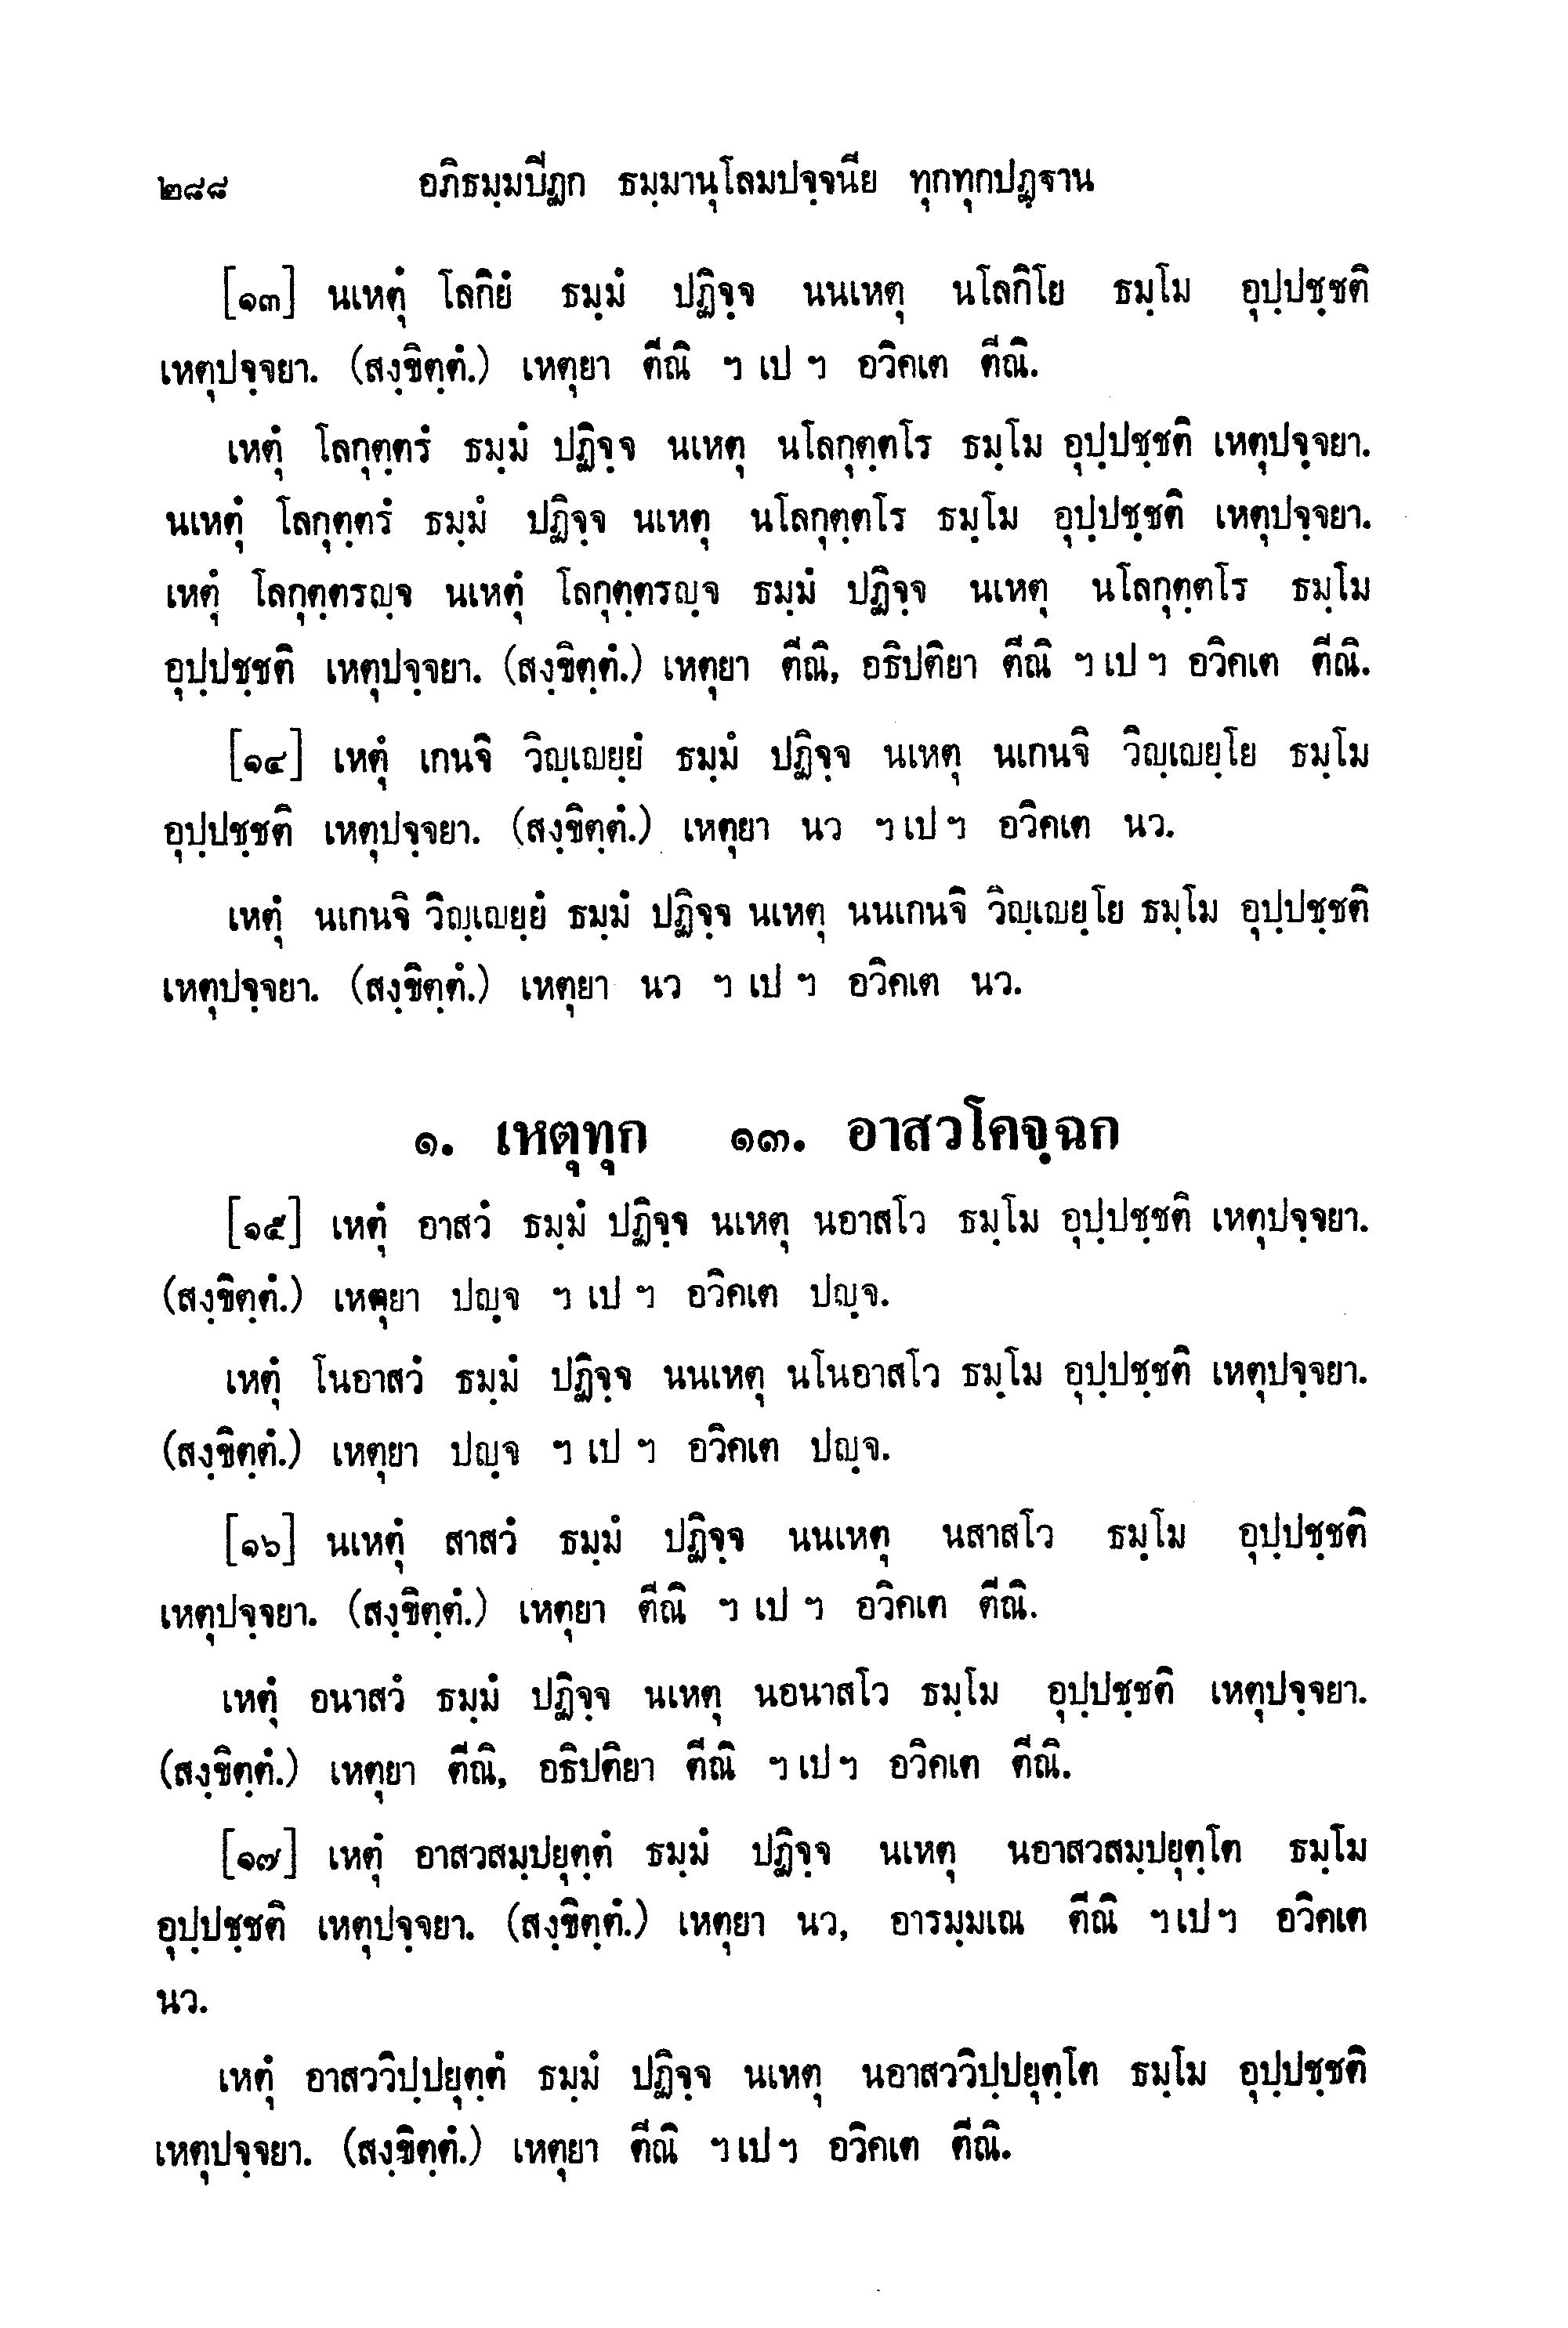 ๒๘๘ อภิธมฺมปีฏก ธมฺมานุโลมปจฺจนีย ทุกทุกปฏฺฐาน
[๑๓] นเหตุํ โลกิยํ ธมฺมํ ปฏิจฺจ นนเหตุ นโลกิโย ธมฺโม อุปฺปชฺชติ
เหตุปจฺจยา. (สงฺขิตฺตํ.) เหตุยา ตีณิ ฯ เป ฯ อวิคเต ตีณิ.
เหตุํ โลกุตฺตรํ ธมฺมํ ปฏิจฺจ นเหตุ นโลกุตฺตโร ธมฺโม อุปฺปชฺชติ เหตุปจฺจยา.
นเหตุํ โลกุตฺตรํ ธมฺมํ ปฏิจฺจ นเหตุ นโลกุตฺตโร ธมฺโม อุปฺปชฺชติ เหตุปจฺจยา.
เหตุํ โลกุตฺตรญฺจ นเหตุํ โลกุตฺตรญฺจ ธมฺมํ ปฏิจฺจ นเหตุ นโลกุตฺตโร ธมฺโม
อุปฺปชฺชติ เหตุปจฺจยา. (สงฺขิตฺตํ.) เหตุยา ตีณิ, อธิปติยา ตีณิ ฯ เป ฯ อวิคเต ตีณิ.
[๑๔] เหตุํ เกนจิ วิญฺเญยฺยํ ธมฺมํ ปฏิจฺจ นเหตุ นเกนจิ วิญฺเญยฺโย ธมฺโม
อุปฺปชฺชติ เหตุปจฺจยา. (สงฺขิตฺตํ.) เหตุยา นว ฯ เป ฯ อวิคเต นว.
เหตุํ นเกนจิ วิญฺเญยฺยํ ธมฺมํ ปฏิจฺจ นเหตุ นนเกนจิ วิญฺเญยฺโย ธมฺโม อุปฺปชฺชติ
เหตุปจฺจยา. (สงฺขิตฺตํ.) เหตุยา นว ฯ เป ฯ อวิคเต นว.
๑. เหตุทุก ๑๓. อาสวโคจฺฉก
[๑๕] เหตุํ อาสวํ ธมฺมํ ปฏิจฺจ นเหตุ นอาสโว ธมฺโม อุปฺปชฺชติ เหตุปจฺจยา.
(สงฺขิตฺตํ.) เหตุยา ปญฺจ ฯ เป ฯ อวิคเต ปญฺจ.
เหตุํ โนอาสวํ ธมฺมํ ปฏิจฺจ นนเหตุ นโนอาสโว ธมฺโม อุปฺปชฺชติ เหตุปจฺจยา.
(สงฺขิตฺตํ.) เหตุยา ปญฺจ ฯ เป ฯ อวิคเต ปญฺจ.
[๑๖] นเหตุํ สาสวํ ธมฺมํ ปฏิจฺจ นนเหตุ นสาสโว ธมฺโม อุปฺปชฺชติ
เหตุปจฺจยา. (สงฺขิตฺตํ.) เหตุยา ตีณิ ฯ เป ฯ อวิคเต ตีณิ.
เหตุํ อนาสวํ ธมฺมํ ปฏิจฺจ นเหตุ นอนาสโว ธมฺโม อุปฺปชฺชติ เหตุปจฺจยา.
(สงฺขิตฺตํ.) เหตุยา ตีณิ, อธิปติยา ตีณิ ฯ เป ฯ อวิคเต ตีณิ.
[๑๗] เหตุํ อาสวสมฺปยุตฺตํ ธมฺมํ ปฏิจฺจ นเหตุ นอาสวสมฺปยุตฺโต ธมฺโม
อุปฺปชฺชติ เหตุปจฺจยา. (สงฺขิตฺตํ.) เหตุยา นว, อารมฺมเณ ตีณิ ฯ เป ฯ อวิคเต
นว.
เหตุํ อาสววิปฺปยุตฺตํ ธมฺมํ ปฏิจฺจ นเหตุ นอาสววิปฺปยุตฺโต ธมฺโม อุปฺปชฺชติ
เหตุปจฺจยา. (สงฺขิตฺตํ.) เหตุยา ตีณิ ฯ เป ฯ อวิคเต ตีณิ.